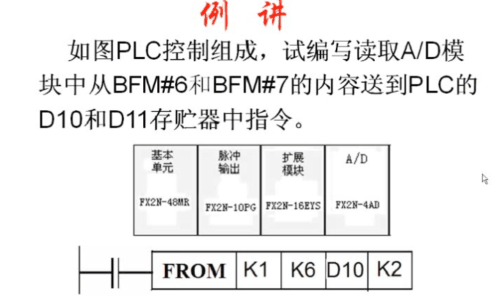 例 讲
如图PLC控制组成，试编写读取A/D模
块中从BFM#6和BFM#7的内容送到PLC的
D10和D11存贮器中指令。
基本 脉冲 扩展 A/D
单元 输出 模块
FX2N-48MR FX2N-10PG FX2N-16EYS FX2N-4AD
FROM K1 K6 D10 K2